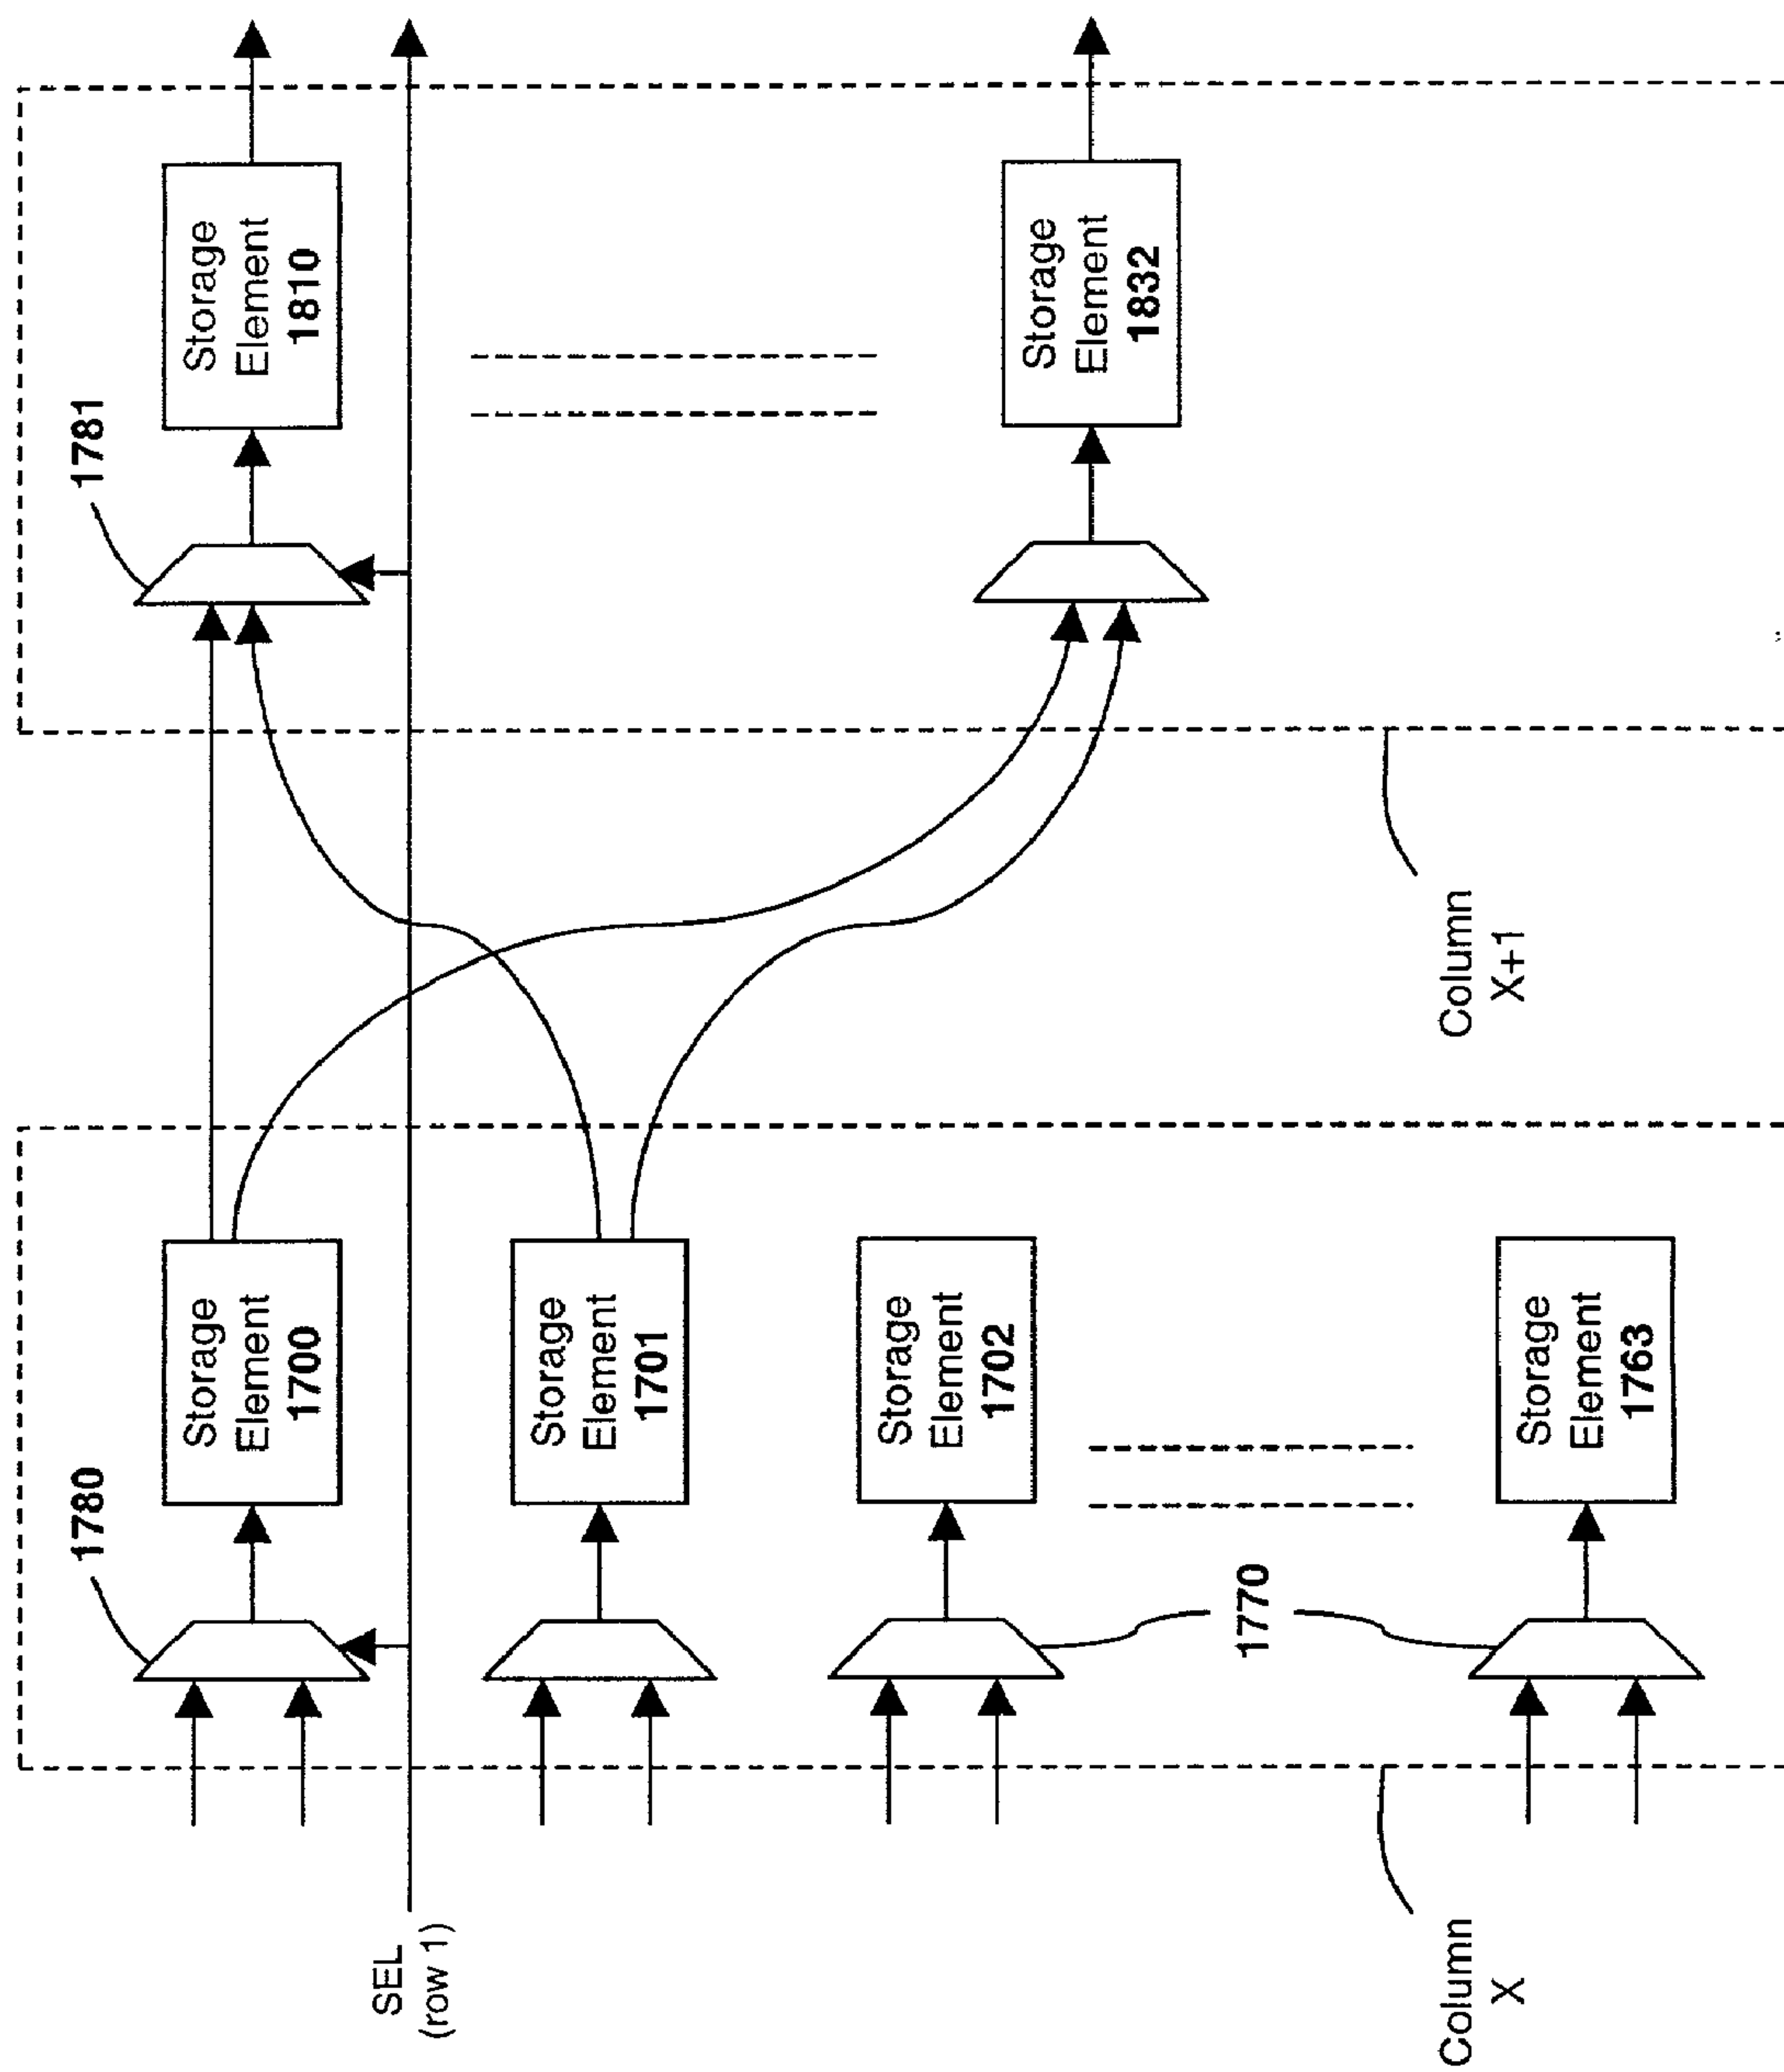 1780
Storage
Element
1700
1781
Storage
Element
1810
SEL
(row 1)
Storage
Element
1701
Storage
Element
1702
Storage
Element
1832
1770
Storage
Element
1763
Column
X
Column
X+1